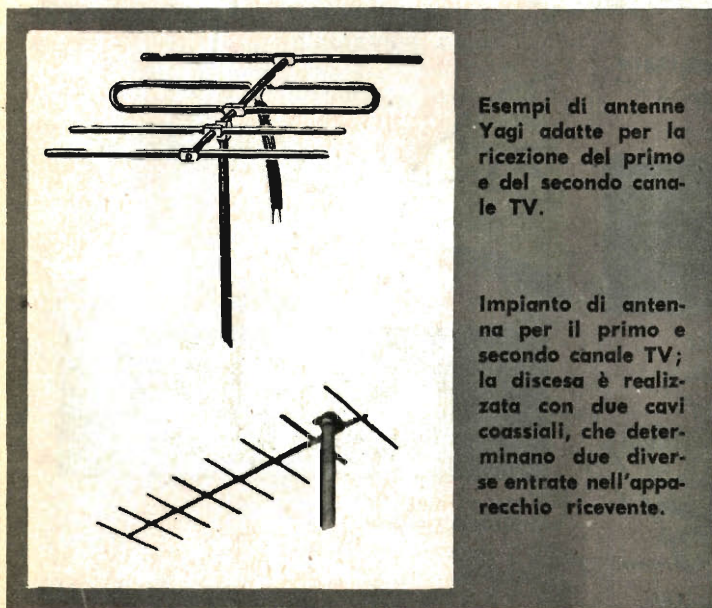 Esempi di antenne
Yagi adatte per la
ricezione del primo
e del secondo cana-
le TV.
Impianto di anten-
na per il primo e
secondo canale TV;
la discesa è realiz-
zata con due cavi
coassiali, che deter-
minano due diver-
se entrate nell'appa-
recchio ricevente.